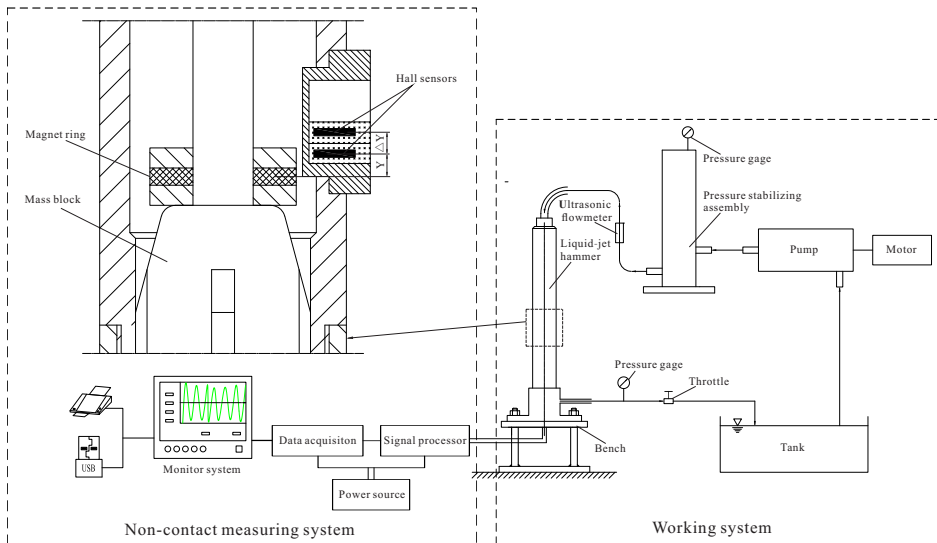 Hall sensors
Magnet ring
△Y
Y
Mass block
Pressure gage
Ultrasonic
flowmeter
Pressure stabilizing
assembly
Liquid-jet
hammer
Pump
Motor
Pressure gage
Throttle
Data acquisiton
Signal processor
Bench
Tank
USB
Monitor system
Power source
Non-contact measuring system
Working system